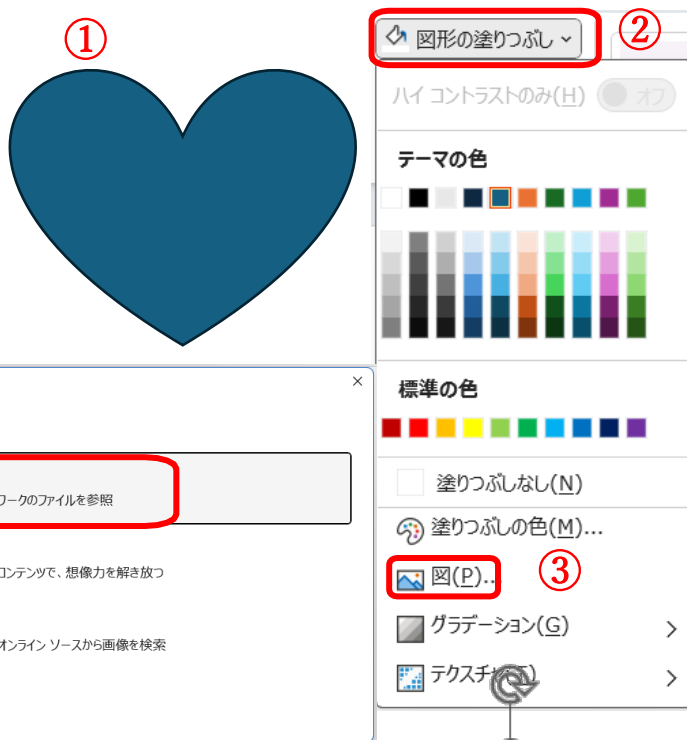 ①
②
図形の塗りつぶし
ハイ コントラストのみ(H)
オフ
テーマの色
標準の色
塗りつぶしなし(N)
塗りつぶしの色(M)...
③
図(P)...
グラデーション(G)
テクスチャ
ワークのファイルを参照
コンテンツで、想像力を解き放つ
オンライン ソースから画像を検索